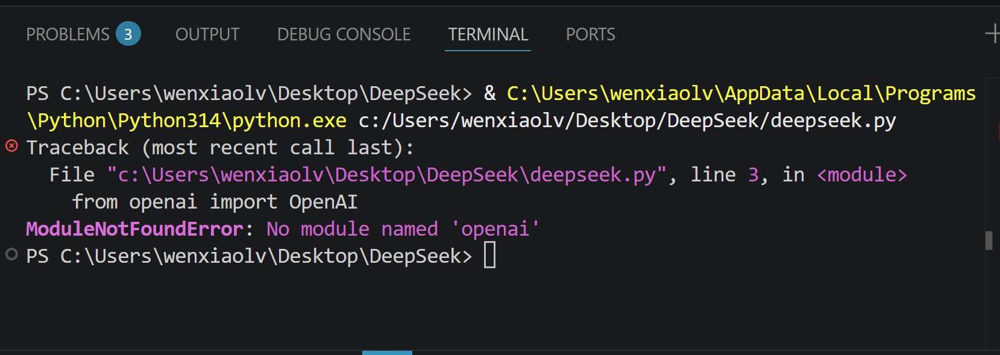 PROBLEMS 3 OUTPUT DEBUG CONSOLE TERMINAL PORTS
PS C:\Users\wenxiaolv\Desktop\DeepSeek> & C:\Users\wenxiaolv\AppData\Local\Programs
\Python\Python314\python.exe c:/Users/wenxiaolv/Desktop/DeepSeek/deepseek.py
Traceback (most recent call last):
  File "c:\Users\wenxiaolv\Desktop\DeepSeek\deepseek.py", line 3, in <module>
    from openai import OpenAI
ModuleNotFoundError: No module named 'openai'
PS C:\Users\wenxiaolv\Desktop\DeepSeek>